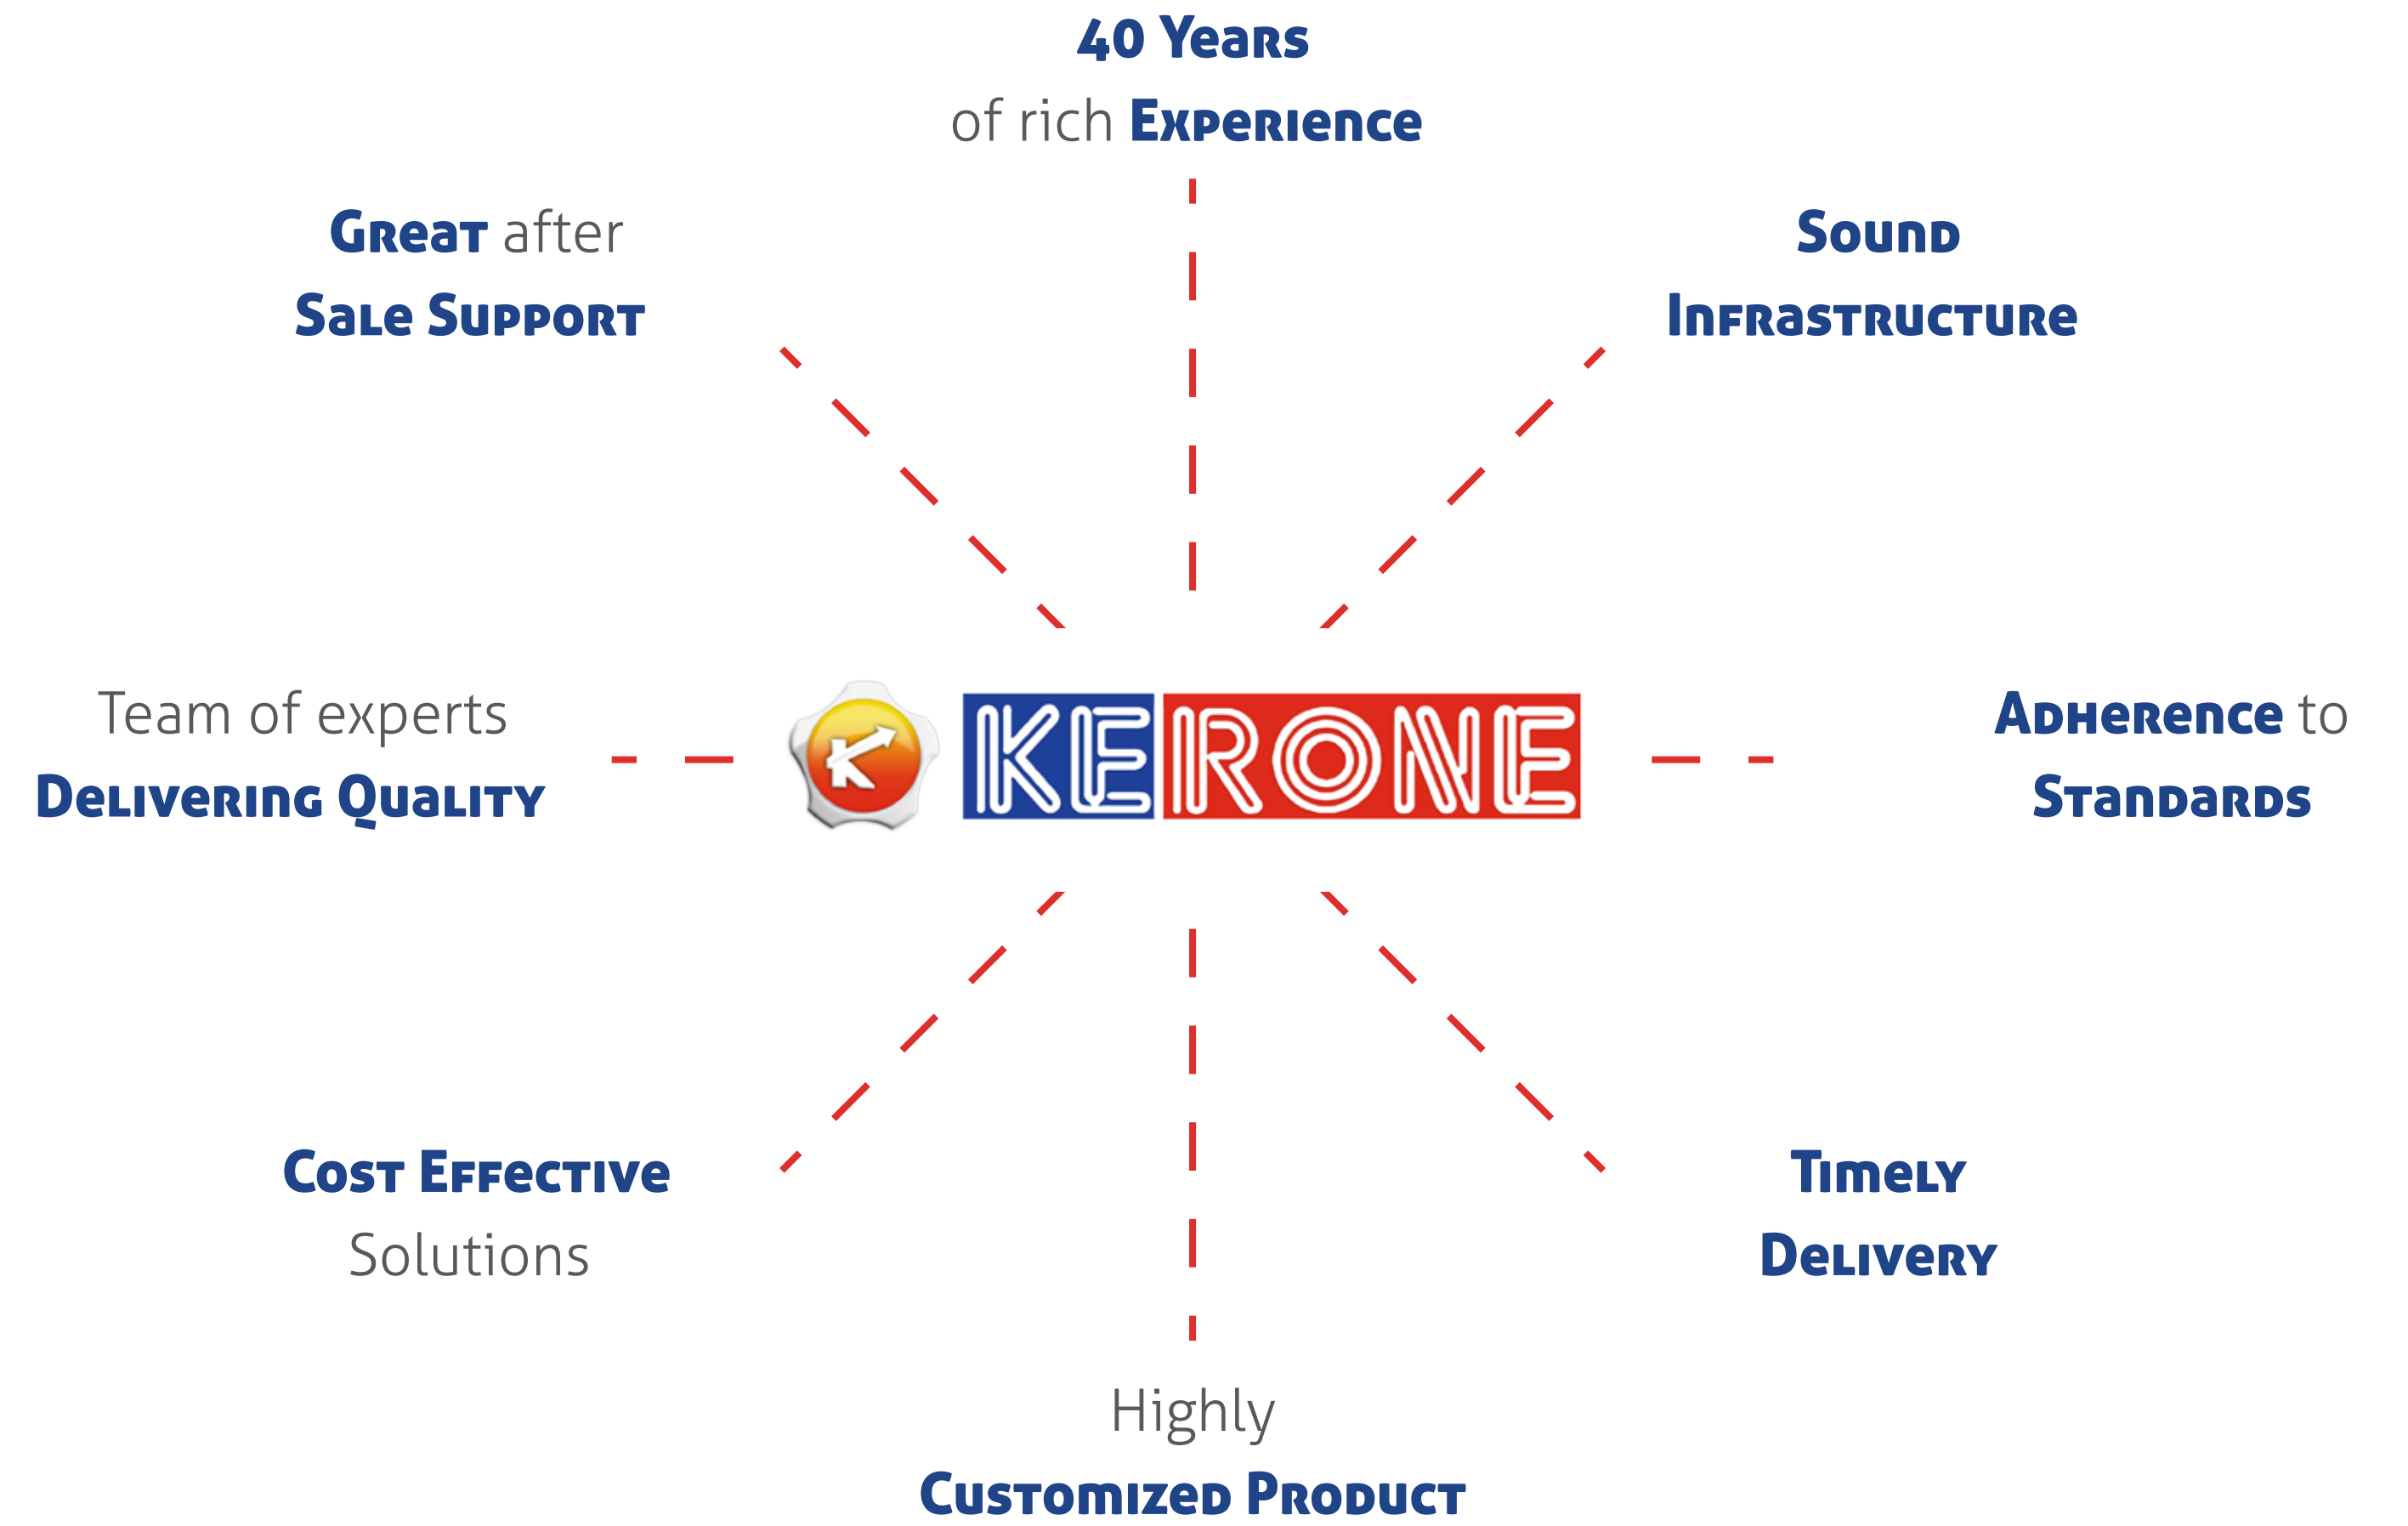 40 Years
of rich Experience
Great after
Sale Support
Sound
Infrastructure
Team of experts
Delivering Quality
K KERONE
Adherence to
Standards
Cost Effective
Solutions
Timely
Delivery
Highly
Customized Product